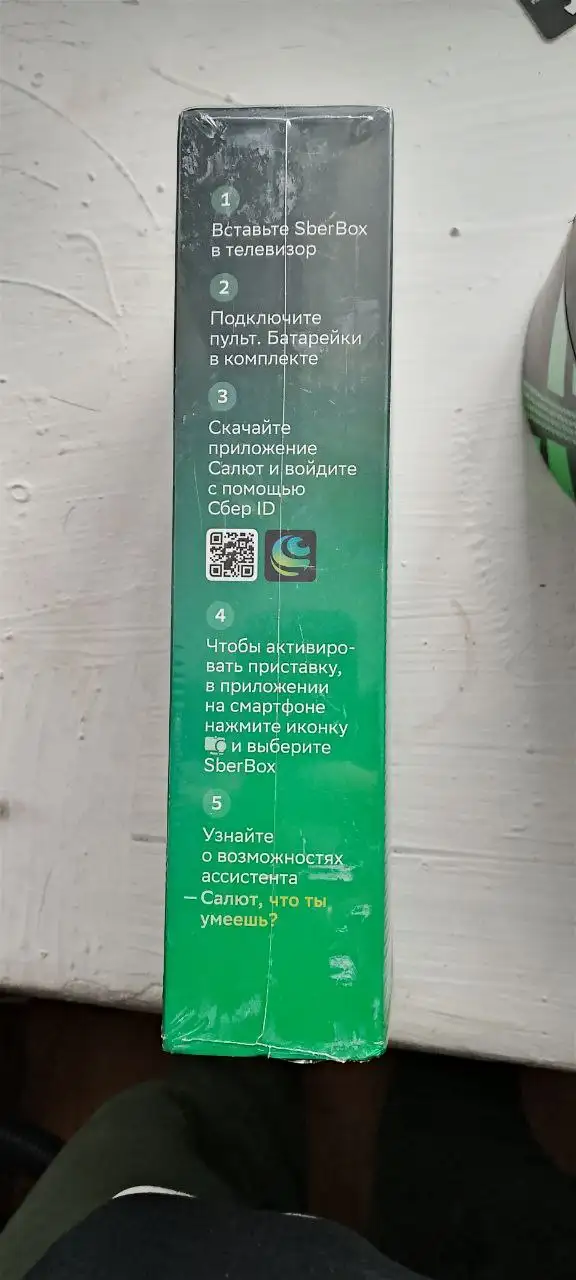 1
Вставьте SberBox
в телевизор
2
Подключите
пульт. Батарейки
в комплекте
3
Скачайте
приложение
Салют и войдите
с помощью
Сбер ID
4
Чтобы активиро-
вать приставку,
в приложении
на смартфоне
нажмите иконку
и выберите
SberBox
5
Узнайте
о возможностях
ассистента
— Салют, что ты
умеешь?